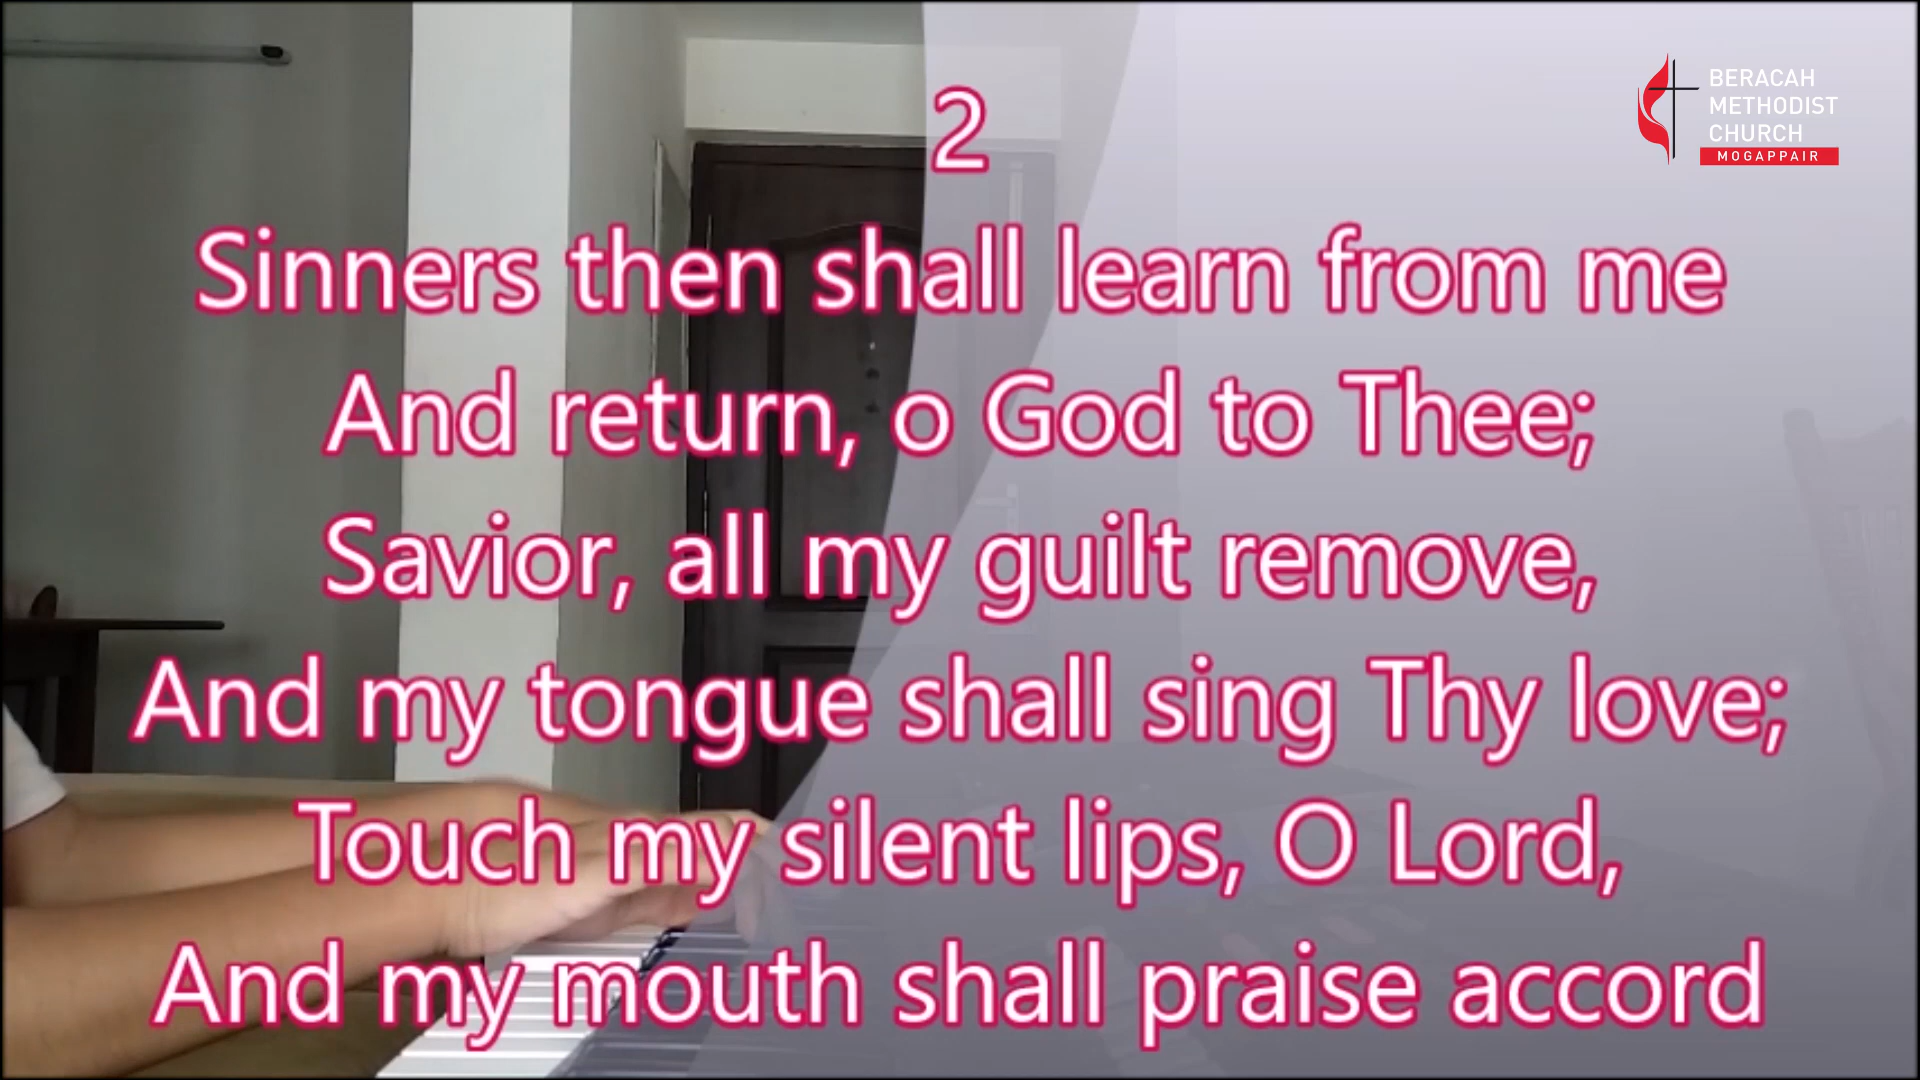 BERACAH
METHODIST
CHURCH
MOGAPPAIR
2
Sinners then shall learn from me
And return, o God to Thee;
Savior, all my guilt remove,
And my tongue shall sing Thy love;
Touch my silent lips, O Lord,
And my mouth shall praise accord